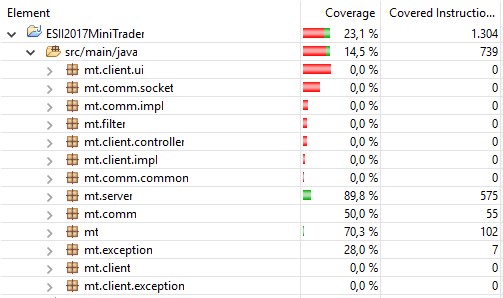 Element Coverage Covered Instructio...
ESII2017MiniTrader 23,1 % 1.304
src/main/java 14,5 % 739
mt.client.ui 0,0 % 0
mt.comm.socket 0,0 % 0
mt.comm.impl 0,0 % 0
mt.filter 0,0 % 0
mt.client.controller 0,0 % 0
mt.client.impl 0,0 % 0
mt.comm.common 0,0 % 0
mt.server 89,8 % 575
mt.comm 50,0 % 55
mt 70,3 % 102
mt.exception 28,0 % 7
mt.client 0,0 % 0
mt.client.exception 0,0 % 0